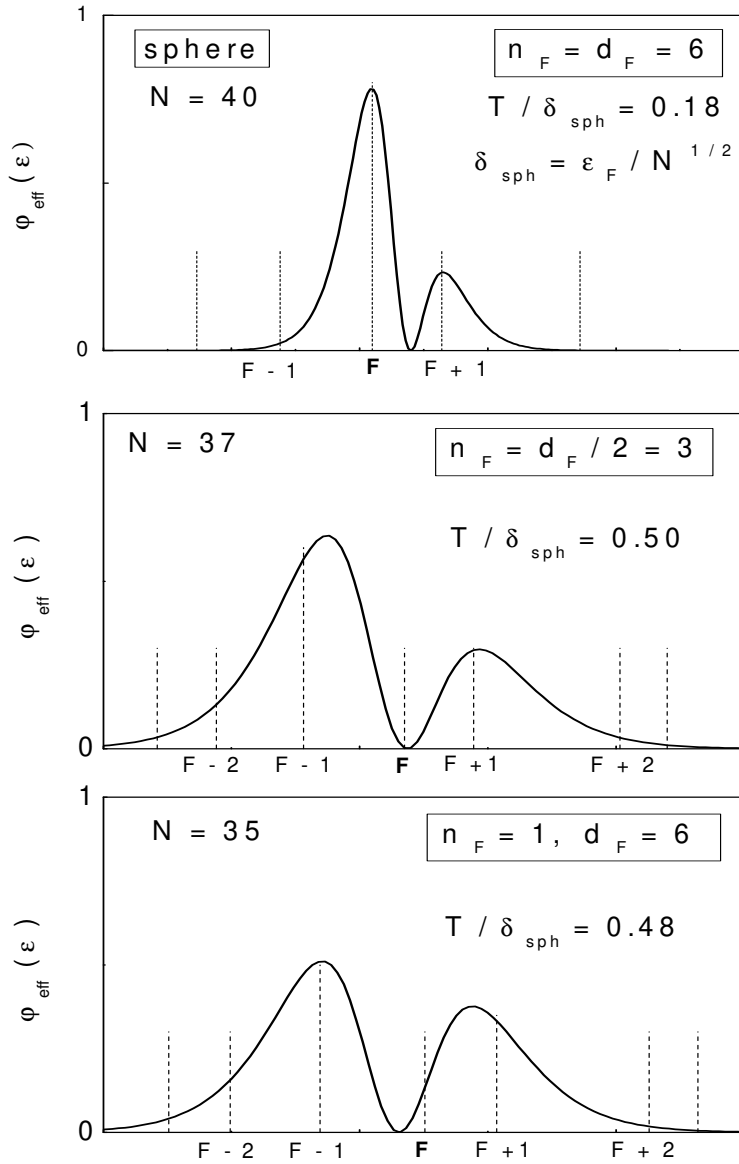 1
sphere
n F = d F = 6
N = 40
T / δ sph = 0.18
δ sph = ε F / N 1/2
φ eff (ε)
0
F - 1 F F + 1
1
N = 37
n F = d F / 2 = 3
T / δ sph = 0.50
φ eff (ε)
0
F - 2 F - 1 F F +1 F + 2
1
N = 35
n F = 1, d F = 6
T / δ sph = 0.48
φ eff (ε)
0
F - 2 F - 1 F F +1 F + 2